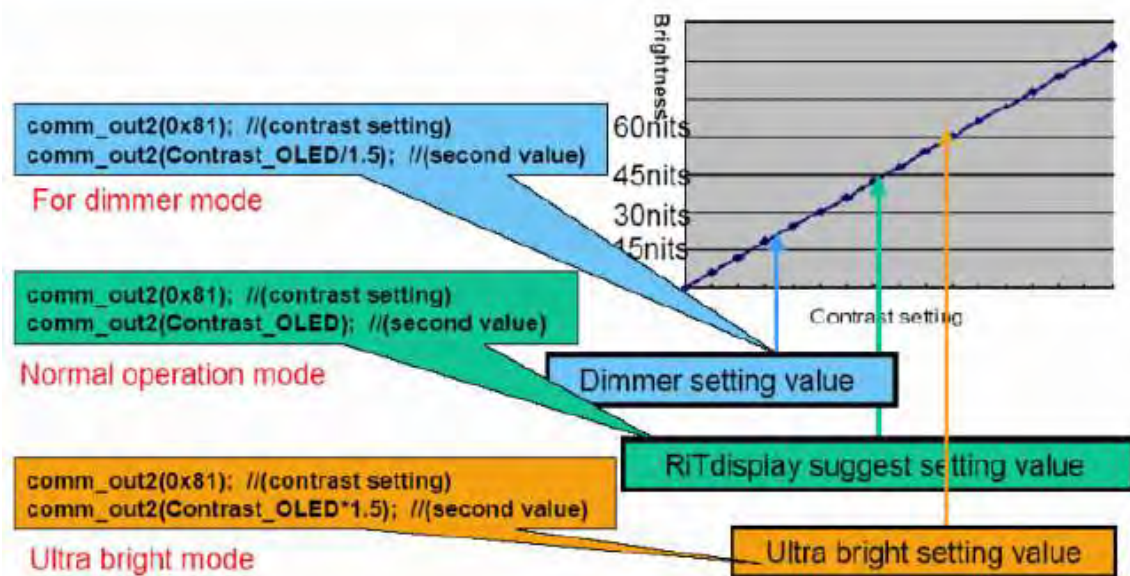 Brightness
comm_out2(0x81); //(contrast setting)
comm_out2(Contrast_OLED/1.5); //(second value)
For dimmer mode
60nits
45nits
30nits
15nits
Contrast setting
comm_out2(0x81); //(contrast setting)
comm_out2(Contrast_OLED); //(second value)
Normal operation mode
Dimmer setting value
RiTdisplay suggest setting value
comm_out2(0x81); //(contrast setting)
comm_out2(Contrast_OLED*1.5); //(second value)
Ultra bright mode
Ultra bright setting value